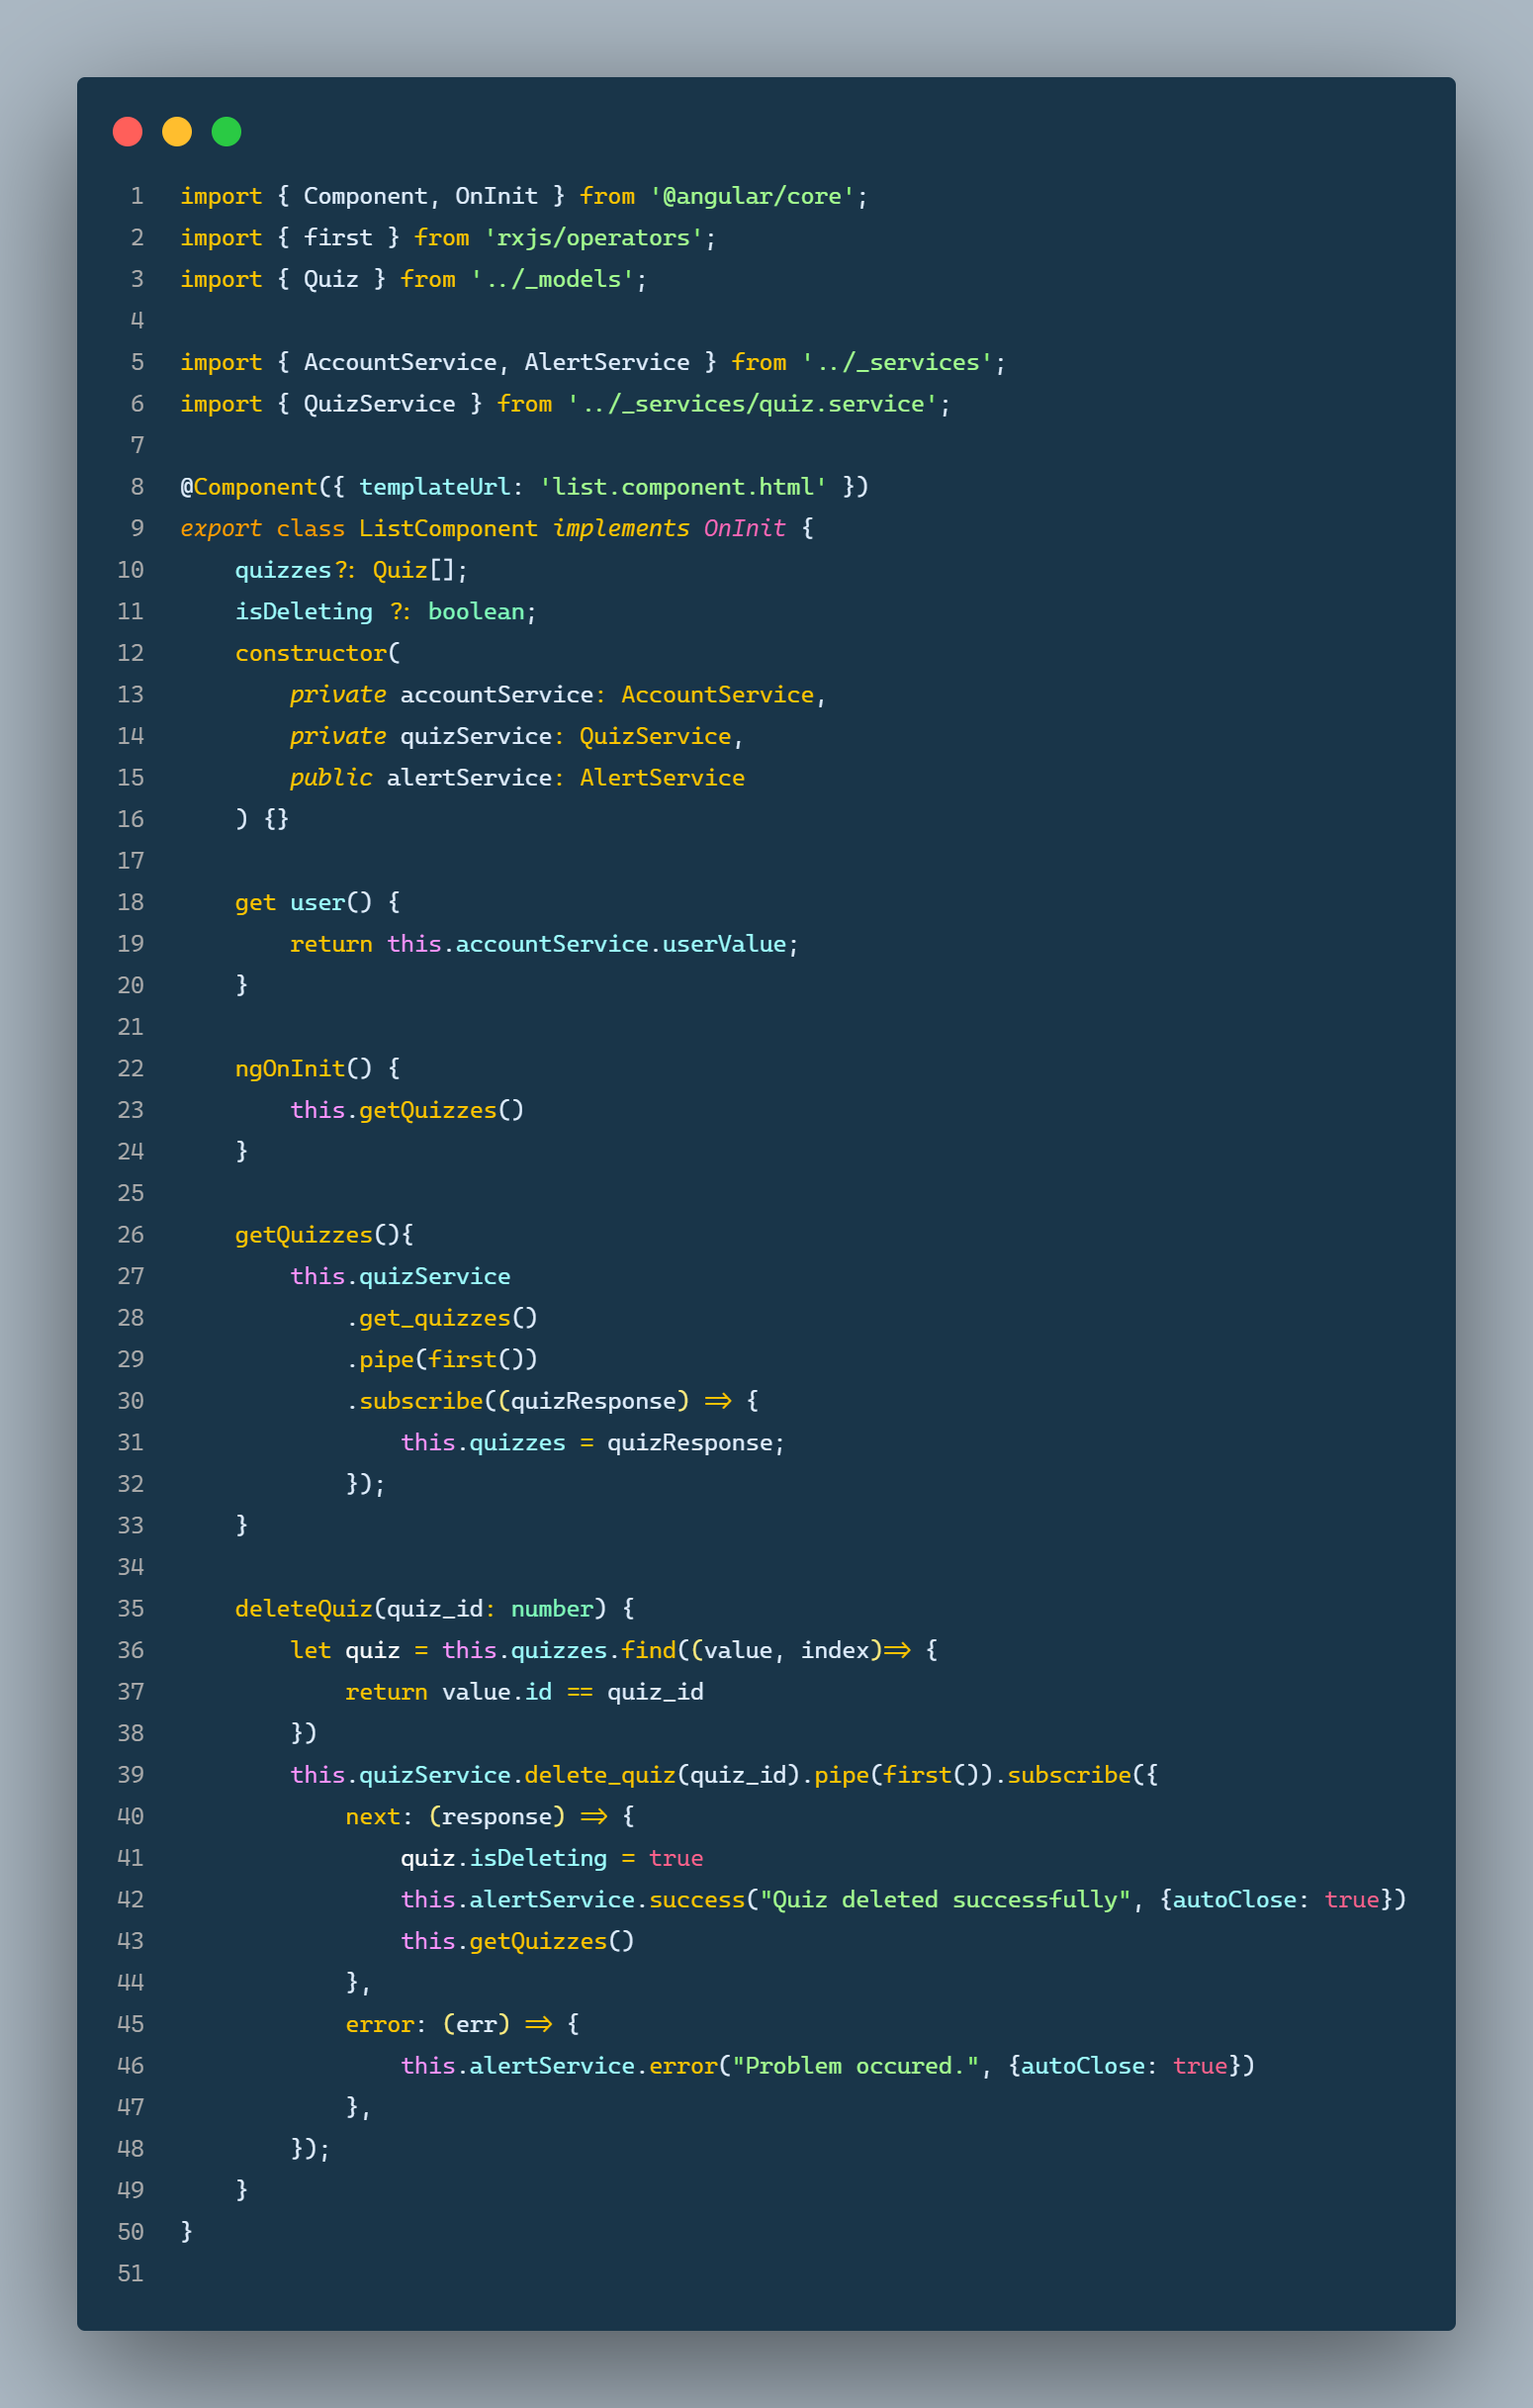 1 import { Component, OnInit } from '@angular/core';
2 import { first } from 'rxjs/operators';
3 import { Quiz } from '../_models';
4
5 import { AccountService, AlertService } from '../_services';
6 import { QuizService } from '../_services/quiz.service';
7
8 @Component({ templateUrl: 'list.component.html' })
9 export class ListComponent implements OnInit {
10     quizzes?: Quiz[];
11     isDeleting ?: boolean;
12     constructor(
13         private accountService: AccountService,
14         private quizService: QuizService,
15         public alertService: AlertService
16     ) {}
17
18     get user() {
19         return this.accountService.userValue;
20     }
21
22     ngOnInit() {
23         this.getQuizzes()
24     }
25
26     getQuizzes(){
27         this.quizService
28             .get_quizzes()
29             .pipe(first())
30             .subscribe((quizResponse) => {
31                 this.quizzes = quizResponse;
32             });
33     }
34
35     deleteQuiz(quiz_id: number) {
36         let quiz = this.quizzes.find((value, index)=> {
37             return value.id == quiz_id
38         })
39         this.quizService.delete_quiz(quiz_id).pipe(first()).subscribe({
40             next: (response) => {
41                 quiz.isDeleting = true
42                 this.alertService.success("Quiz deleted successfully", {autoClose: true})
43                 this.getQuizzes()
44             },
45             error: (err) => {
46                 this.alertService.error("Problem occured.", {autoClose: true})
47             },
48         });
49     }
50 }
51